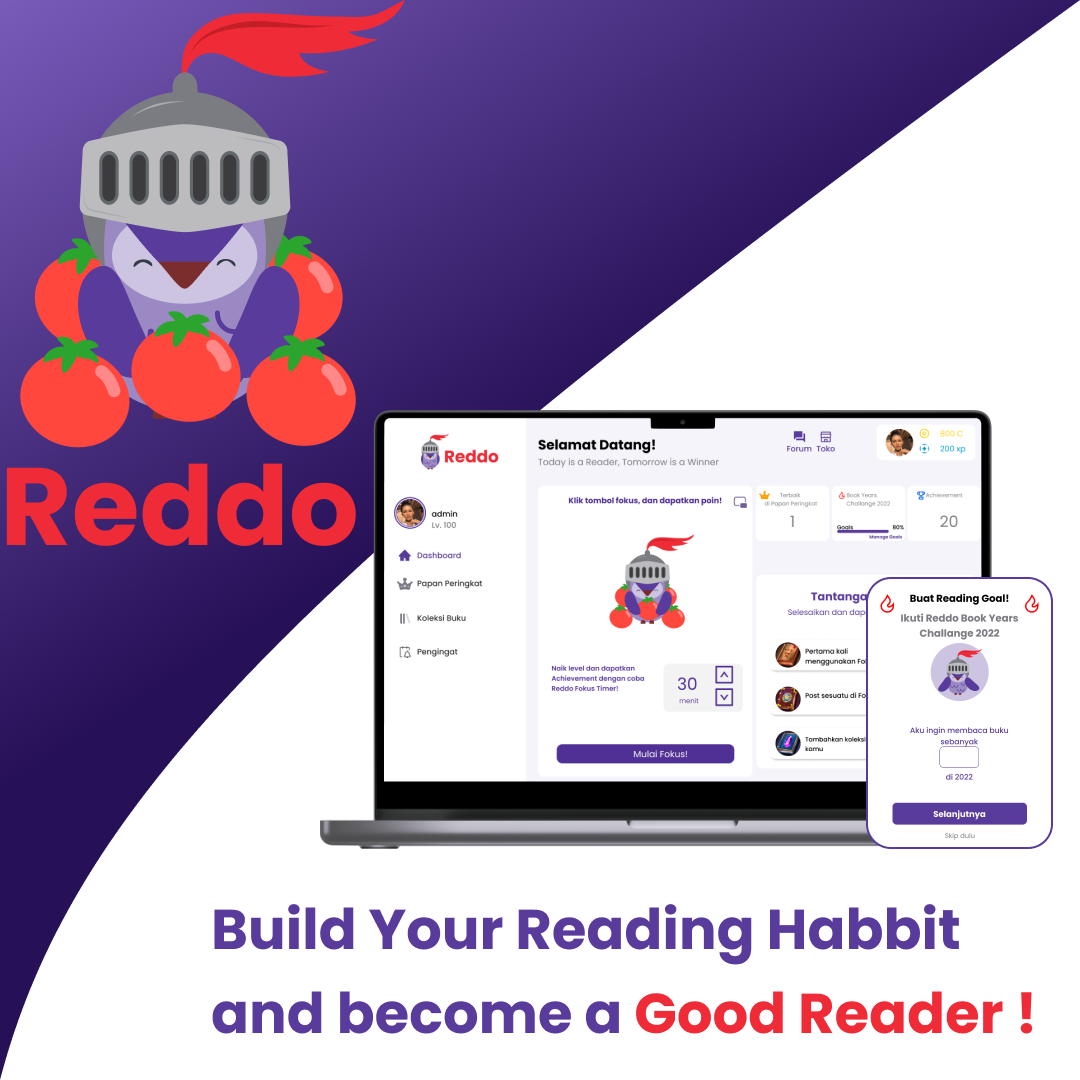 Reddo
Reddo
admin
Lv. 100
Dashboard
Papan Peringkat
Koleksi Buku
Pengingat
Selamat Datang!
Today is a Reader, Tomorrow is a Winner
Forum Toko
800 C
200 xp
Klik tombol fokus, dan dapatkan poin!
Naik level dan dapatkan
Achievement dengan coba
Reddo Fokus Timer!
30
menit
Mulai Fokus!
Terbaik
di Papan Peringkat
1
Book Years
Challange 2022
Goals 80%
Manage Goals
Achievement
20
Tantanga
Selesaikan dan dap
Pertama kali
menggunakan Fo
Post sesuatu di Fo
Tambahkan koleksi
kamu
Buat Reading Goal!
Ikuti Reddo Book Years
Challange 2022
Aku ingin membaca buku
sebanyak
di 2022
Selanjutnya
Skip dulu
Build Your Reading Habbit
and become a Good Reader !